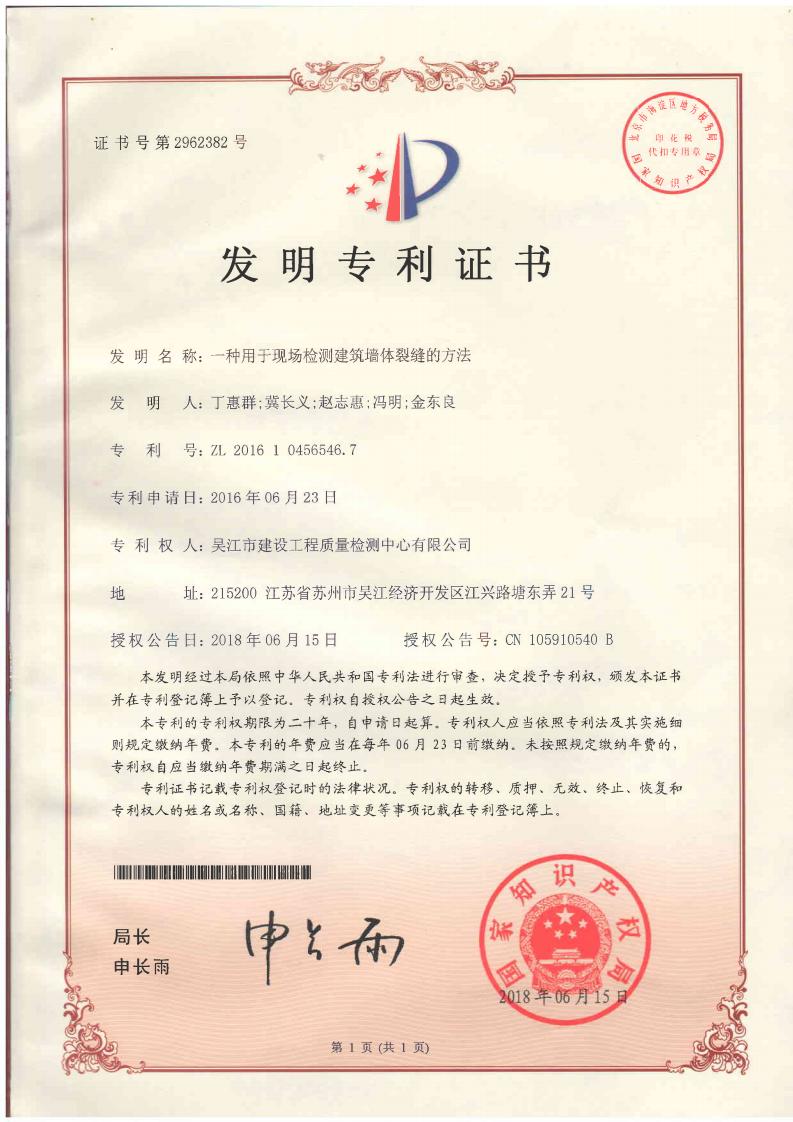 证书号第2962382号
北京市海淀区地方税务局
印花税
代扣专用章
国家知识产权局
发明专利证书
发明名称：一种用于现场检测建筑墙体裂缝的方法
发明人：丁惠群;冀长义;赵志惠;冯明;金东良
专利号：ZL 2016 1 0456546.7
专利申请日：2016年06月23日
专利权人：吴江市建设工程质量检测中心有限公司
地址：215200 江苏省苏州市吴江经济开发区江兴路塘东弄21号
授权公告日：2018年06月15日 授权公告号：CN 105910540 B
本发明经过本局依照中华人民共和国专利法进行审查，决定授予专利权，颁发本证书
并在专利登记簿上予以登记。专利权自授权公告之日起生效。
本专利的专利权期限为二十年，自申请日起算。专利权人应当依照专利法及其实施细
则规定缴纳年费。本专利的年费应当在每年06月23日前缴纳。未按照规定缴纳年费的，
专利权自应当缴纳年费期满之日起终止。
专利证书记载专利权登记时的法律状况。专利权的转移、质押、无效、终止、恢复和
专利权人的姓名或名称、国籍、地址变更等事项记载在专利登记簿上。
局长
申长雨
申长雨
国家知识产权局
2018年06月15日
第1页(共1页)